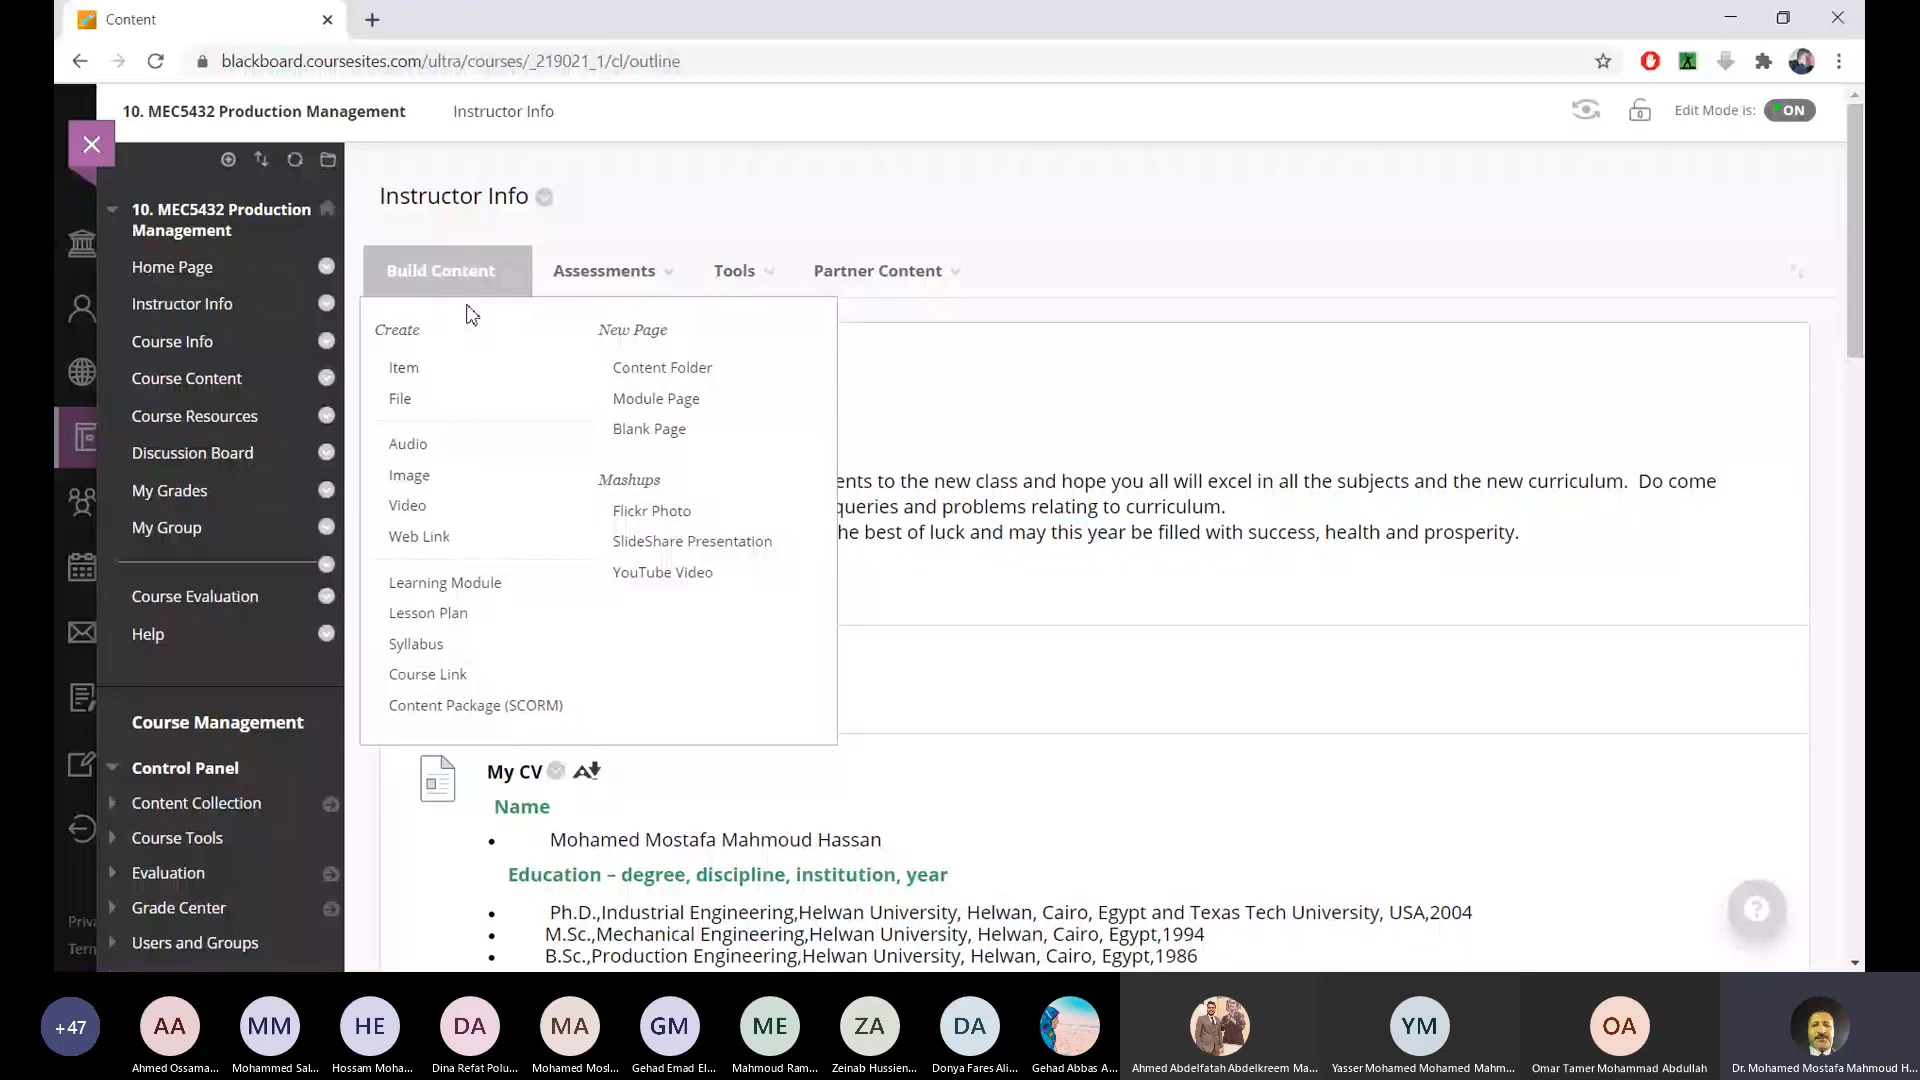 Content
blackboard.coursesites.com/ultra/courses/_219021_1/cl/outline
10. MEC5432 Production Management
Instructor Info
Edit Mode is:
ON
10. MEC5432 Production
Management
Home Page
Instructor Info
Course Info
Course Content
Course Resources
Discussion Board
My Grades
My Group
Course Evaluation
Help
Course Management
Control Panel
Content Collection
Course Tools
Evaluation
Grade Center
Users and Groups
Instructor Info
Build Content
Assessments
Tools
Partner Content
Create
Item
File
Audio
Image
Video
Web Link
Learning Module
Lesson Plan
Syllabus
Course Link
Content Package (SCORM)
New Page
Content Folder
Module Page
Blank Page
Mashups
Flickr Photo
SlideShare Presentation
YouTube Video
ents to the new class and hope you all will excel in all the subjects and the new curriculum. Do come
queries and problems relating to curriculum.
he best of luck and may this year be filled with success, health and prosperity.
My CV
Name
• Mohamed Mostafa Mahmoud Hassan
Education – degree, discipline, institution, year
• Ph.D.,Industrial Engineering,Helwan University, Helwan, Cairo, Egypt and Texas Tech University, USA,2004
• M.Sc.,Mechanical Engineering,Helwan University, Helwan, Cairo, Egypt,1994
• B.Sc.,Production Engineering,Helwan University, Helwan, Cairo, Egypt,1986
Priva
Term
+47
AA
MM
HE
DA
MA
GM
ME
ZA
DA
YM
OA
Ahmed Ossama...
Mohammed Sal...
Hossam Moha...
Dina Refat Polu...
Mohamed Mosl...
Gehad Emad El...
Mahmoud Ram...
Zeinab Hussien...
Donya Fares Ali...
Gehad Abbas A...
Ahmed Abdelfatah Abdelkreem Ma...
Yasser Mohamed Mohamed Mahm...
Omar Tamer Mohammad Abdullah
Dr. Mohamed Mostafa Mahmoud H...